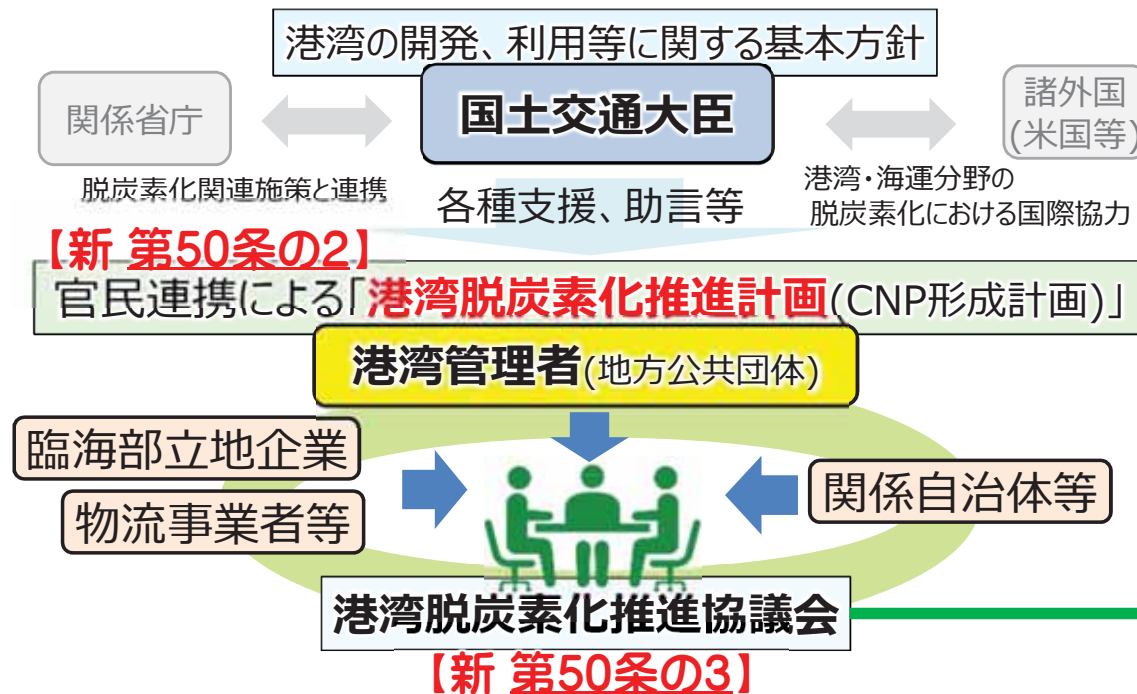 港湾の開発、利用等に関する基本方針
関係省庁
国土交通大臣
諸外国
(米国等)
脱炭素化関連施策と連携
各種支援、助言等
港湾・海運分野の
脱炭素化における国際協力
【新 第50条の2】
官民連携による「港湾脱炭素化推進計画(CNP形成計画)」
港湾管理者(地方公共団体)
臨海部立地企業
物流事業者等
関係自治体等
港湾脱炭素化推進協議会
【新 第50条の3】